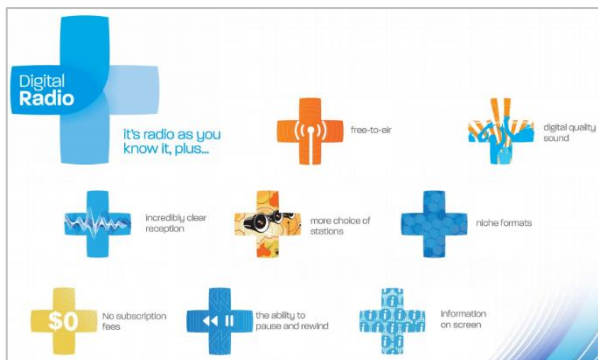 Digital
Radio
it's radio as you
know it, plus...
free-to-air
digital quality
sound
incredibly clear
reception
more choice of
stations
niche formats
$0
No subscription
fees
the ability to
pause and rewind
information
on screen